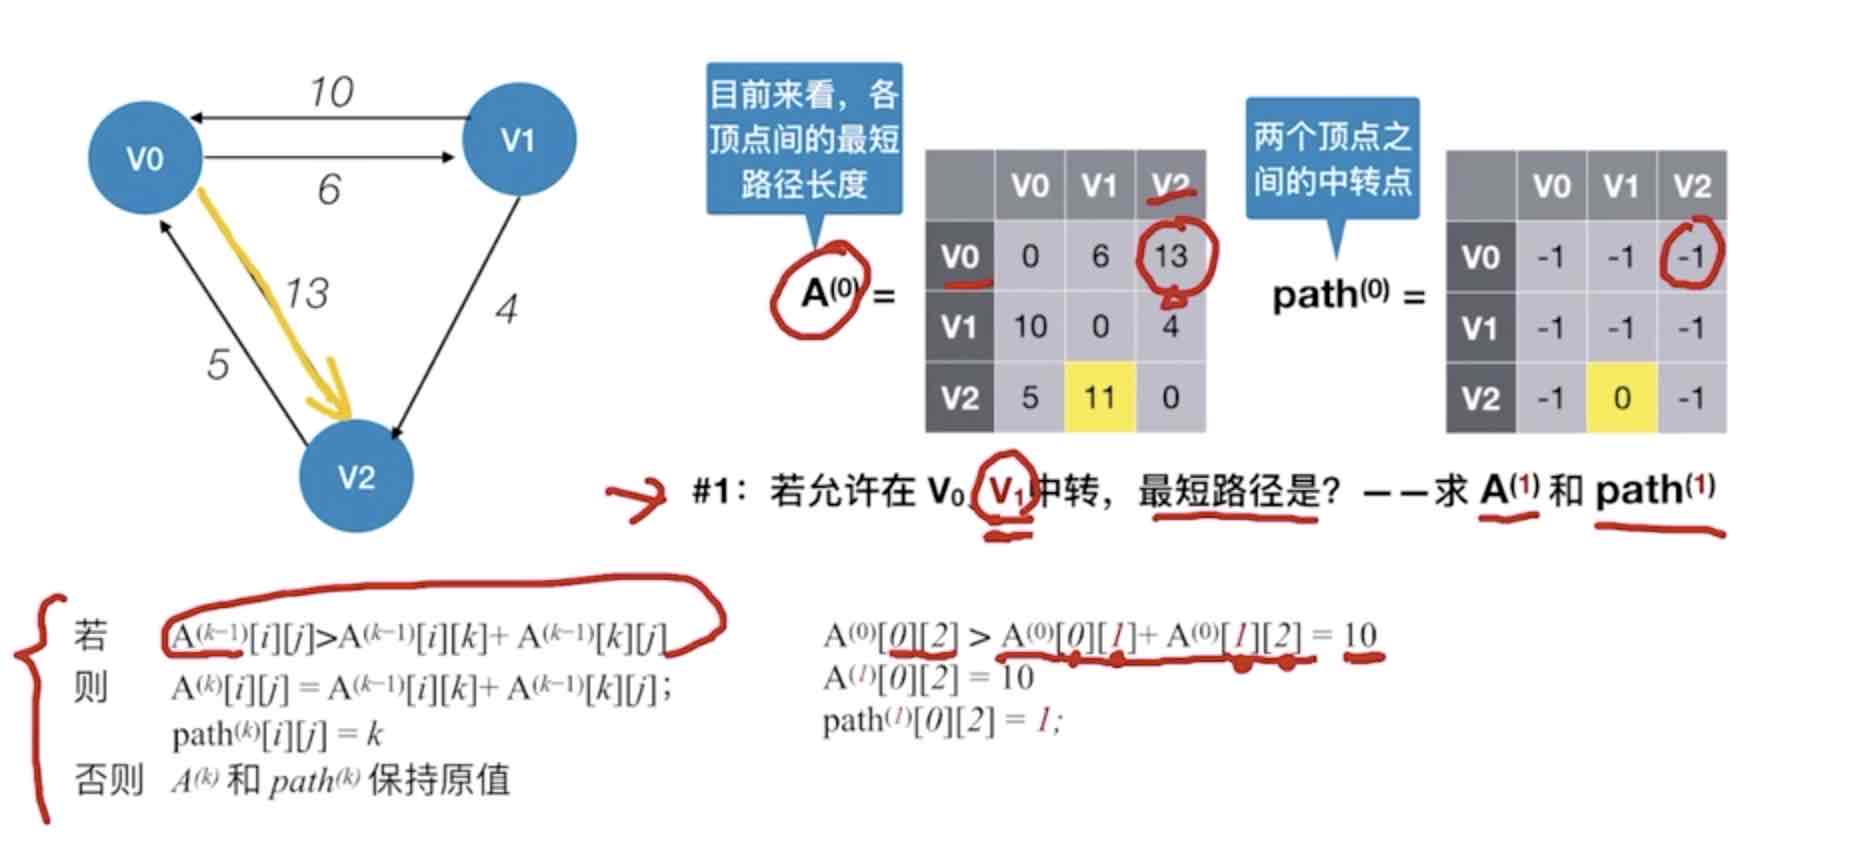 10
V0
V1
6
13
4
5
V2
目前来看，各
顶点间的最短
路径长度
A(0) =
V0 V1 V2
V0 0 6 13
V1 10 0 4
V2 5 11 0
两个顶点之
间的中转点
path(0) =
V0 V1 V2
V0 -1 -1 -1
V1 -1 -1 -1
V2 -1 0 -1
#1：若允许在 V0、V1中转，最短路径是？——求 A(1) 和 path(1)
若 A(k−1)[i][j]>A(k−1)[i][k]+ A(k−1)[k][j]
则 A(k)[i][j] = A(k−1)[i][k]+ A(k−1)[k][j];
path(k)[i][j] = k
否则 A(k) 和 path(k) 保持原值
A(0)[0][2] > A(0)[0][1]+ A(0)[1][2] = 10
A(1)[0][2] = 10
path(1)[0][2] = 1;